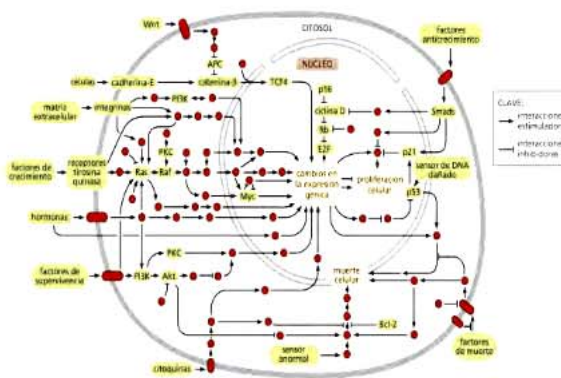 Wnt
CITOSOL
factores
anticrecimiento
APC
NÚCLEO
células
cadherina-E
catenina-β
TCF4
p16
CLAVE:
interacciones
estimuladoras
interacciones
inhibidoras
matriz
extracelular
integrinas
PI3K
ciclina D
Rb
E2F
Smads
p21
factores de
crecimiento
receptores
tirosina
quinasa
PKC
Ras
Raf
Myc
cambios en
la expresión
génica
proliferación
celular
sensor de DNA
dañado
p53
hormonas
factores de
supervivencia
PI3K
PKC
Akt
muerte
celular
Bcl-2
sensor
anormal
factores
de muerte
citoquinas